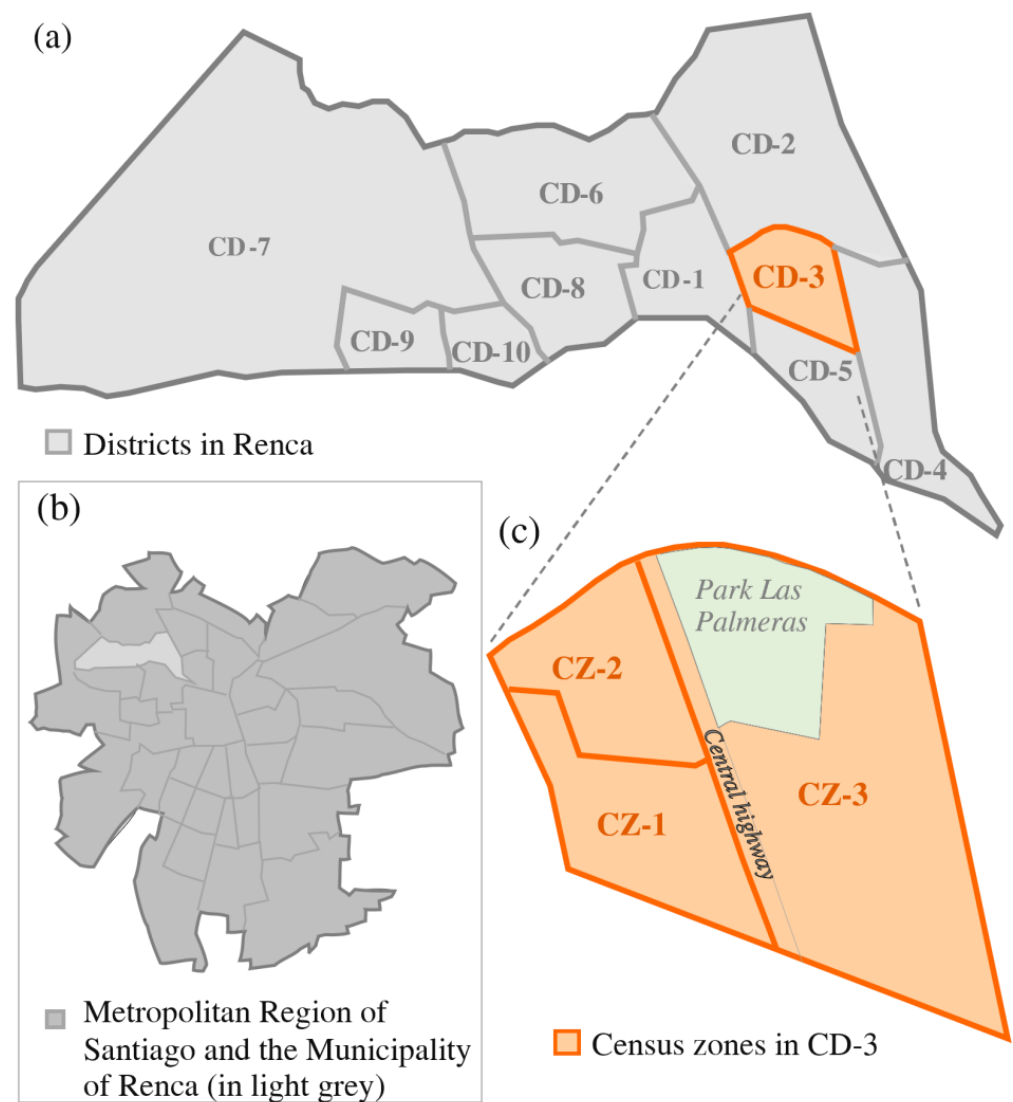 (a)
CD-2
CD-6
CD-7
CD-3
CD-1
CD-8
CD-9
CD-10
CD-5
CD-4
Districts in Renca
(b)
Metropolitan Region of
Santiago and the Municipality
of Renca (in light grey)
(c)
Park Las
Palmeras
CZ-2
Central highway
CZ-3
CZ-1
Census zones in CD-3